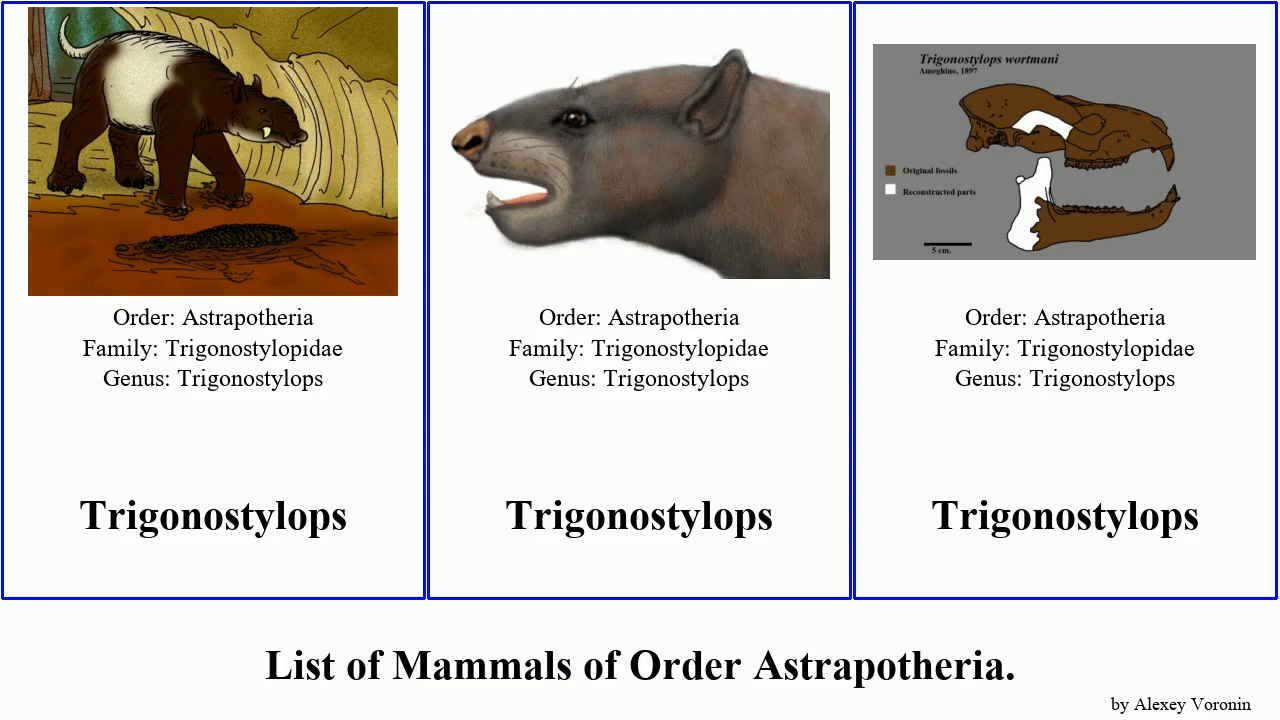 Order: Astrapotheria
Family: Trigonostylopidae
Genus: Trigonostylops
Trigonostylops
Order: Astrapotheria
Family: Trigonostylopidae
Genus: Trigonostylops
Trigonostylops
Trigonostylops wortmani
Ameghino, 1897
Original fossils
Reconstructed parts
5 cm.
Order: Astrapotheria
Family: Trigonostylopidae
Genus: Trigonostylops
Trigonostylops
List of Mammals of Order Astrapotheria.
by Alexey Voronin